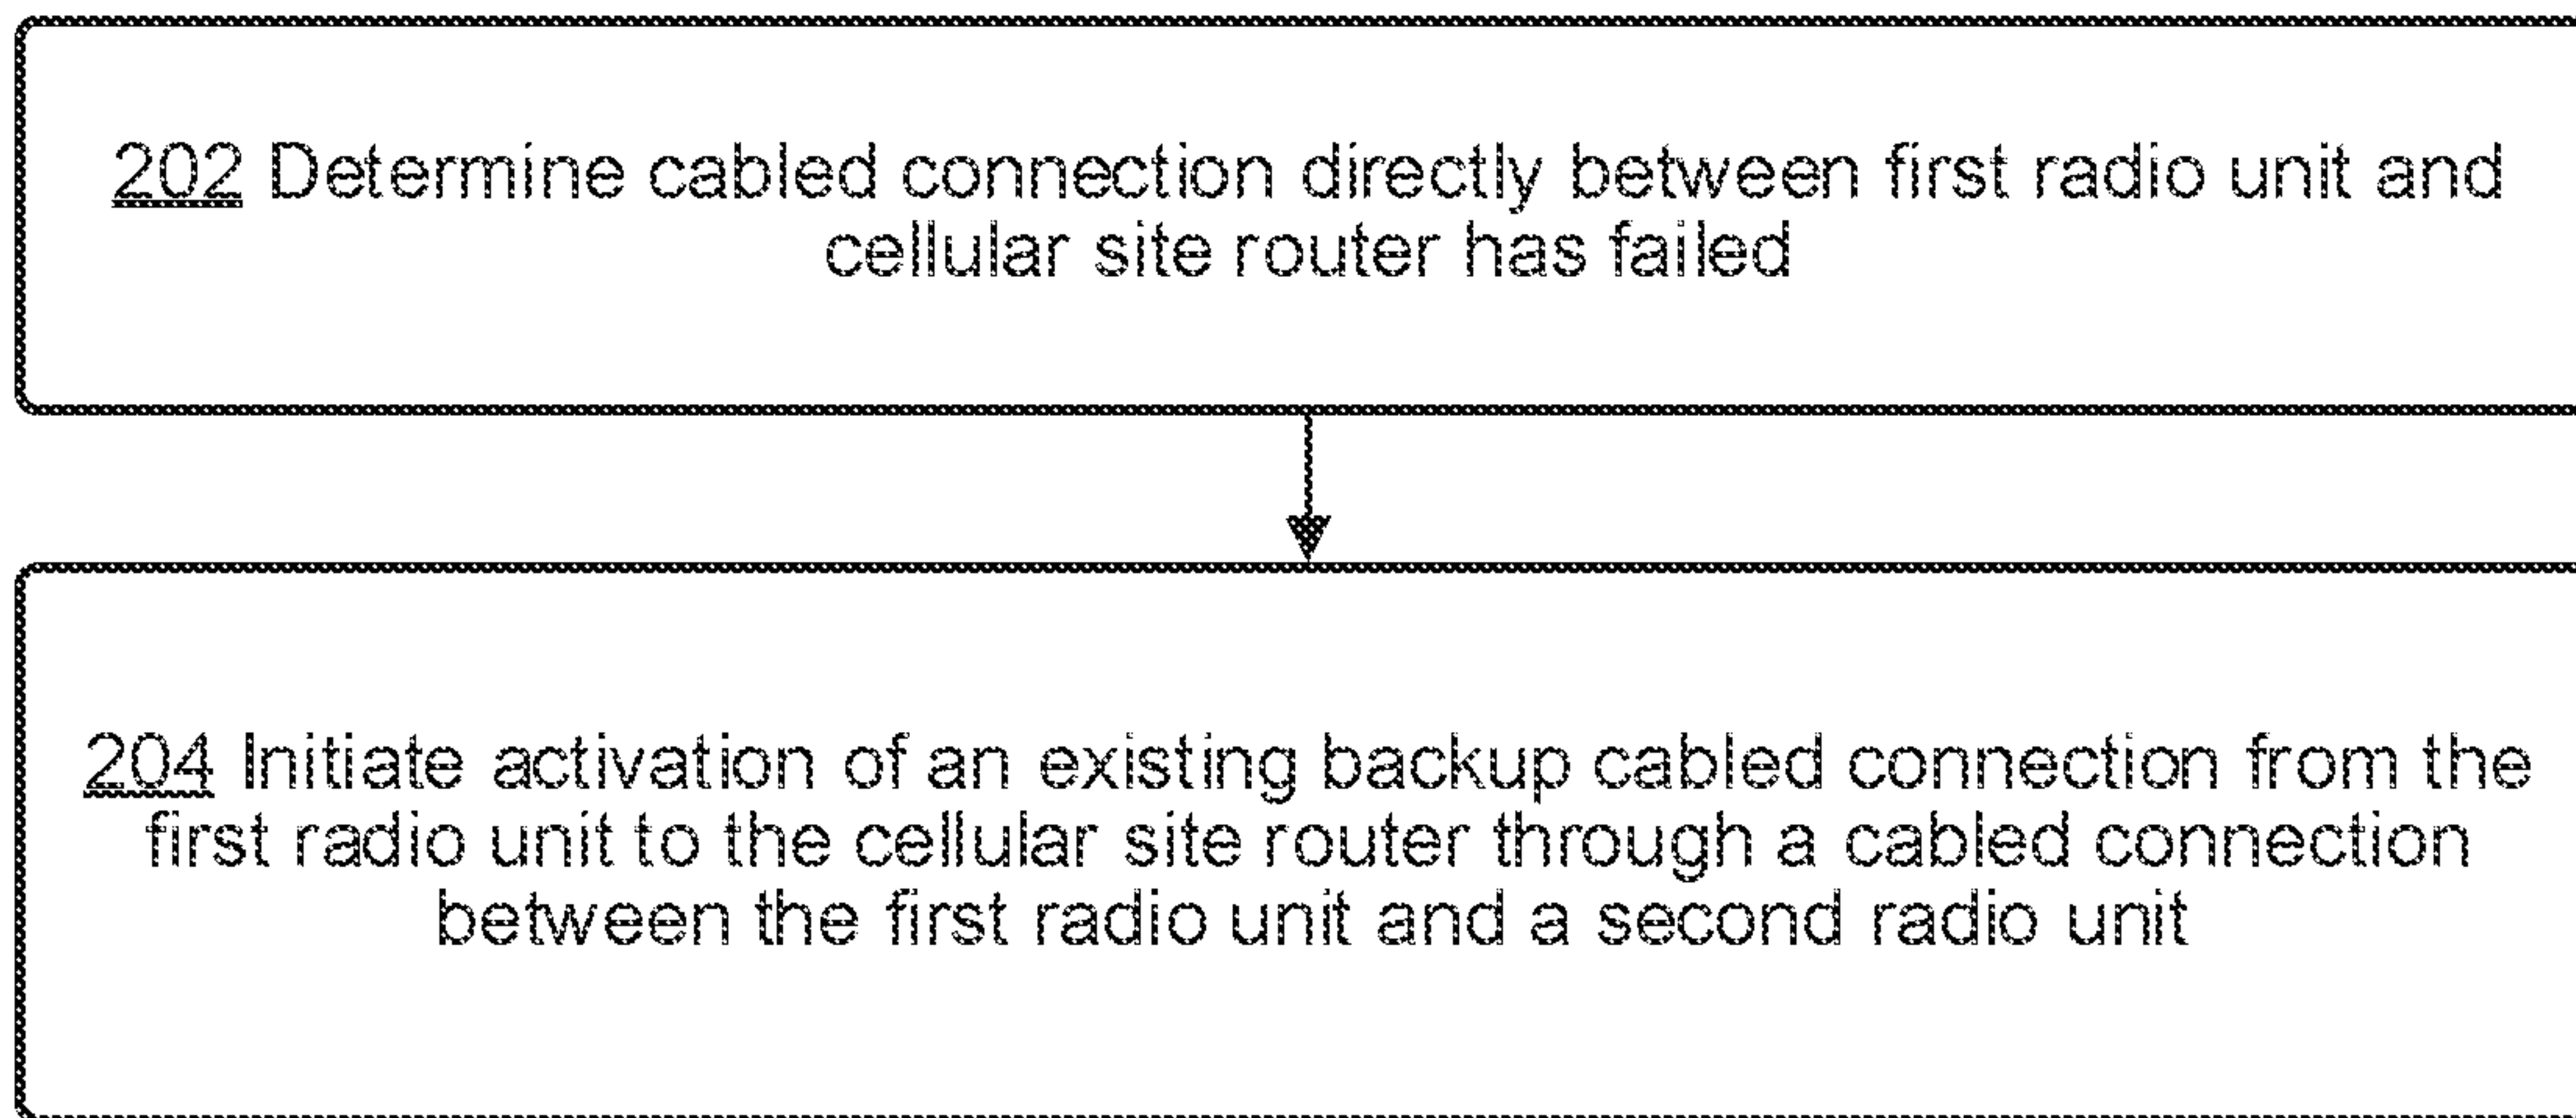 202 Determine cabled connection directly between first radio unit and
cellular site router has failed
204 Initiate activation of an existing backup cabled connection from the
first radio unit to the cellular site router through a cabled connection
between the first radio unit and a second radio unit